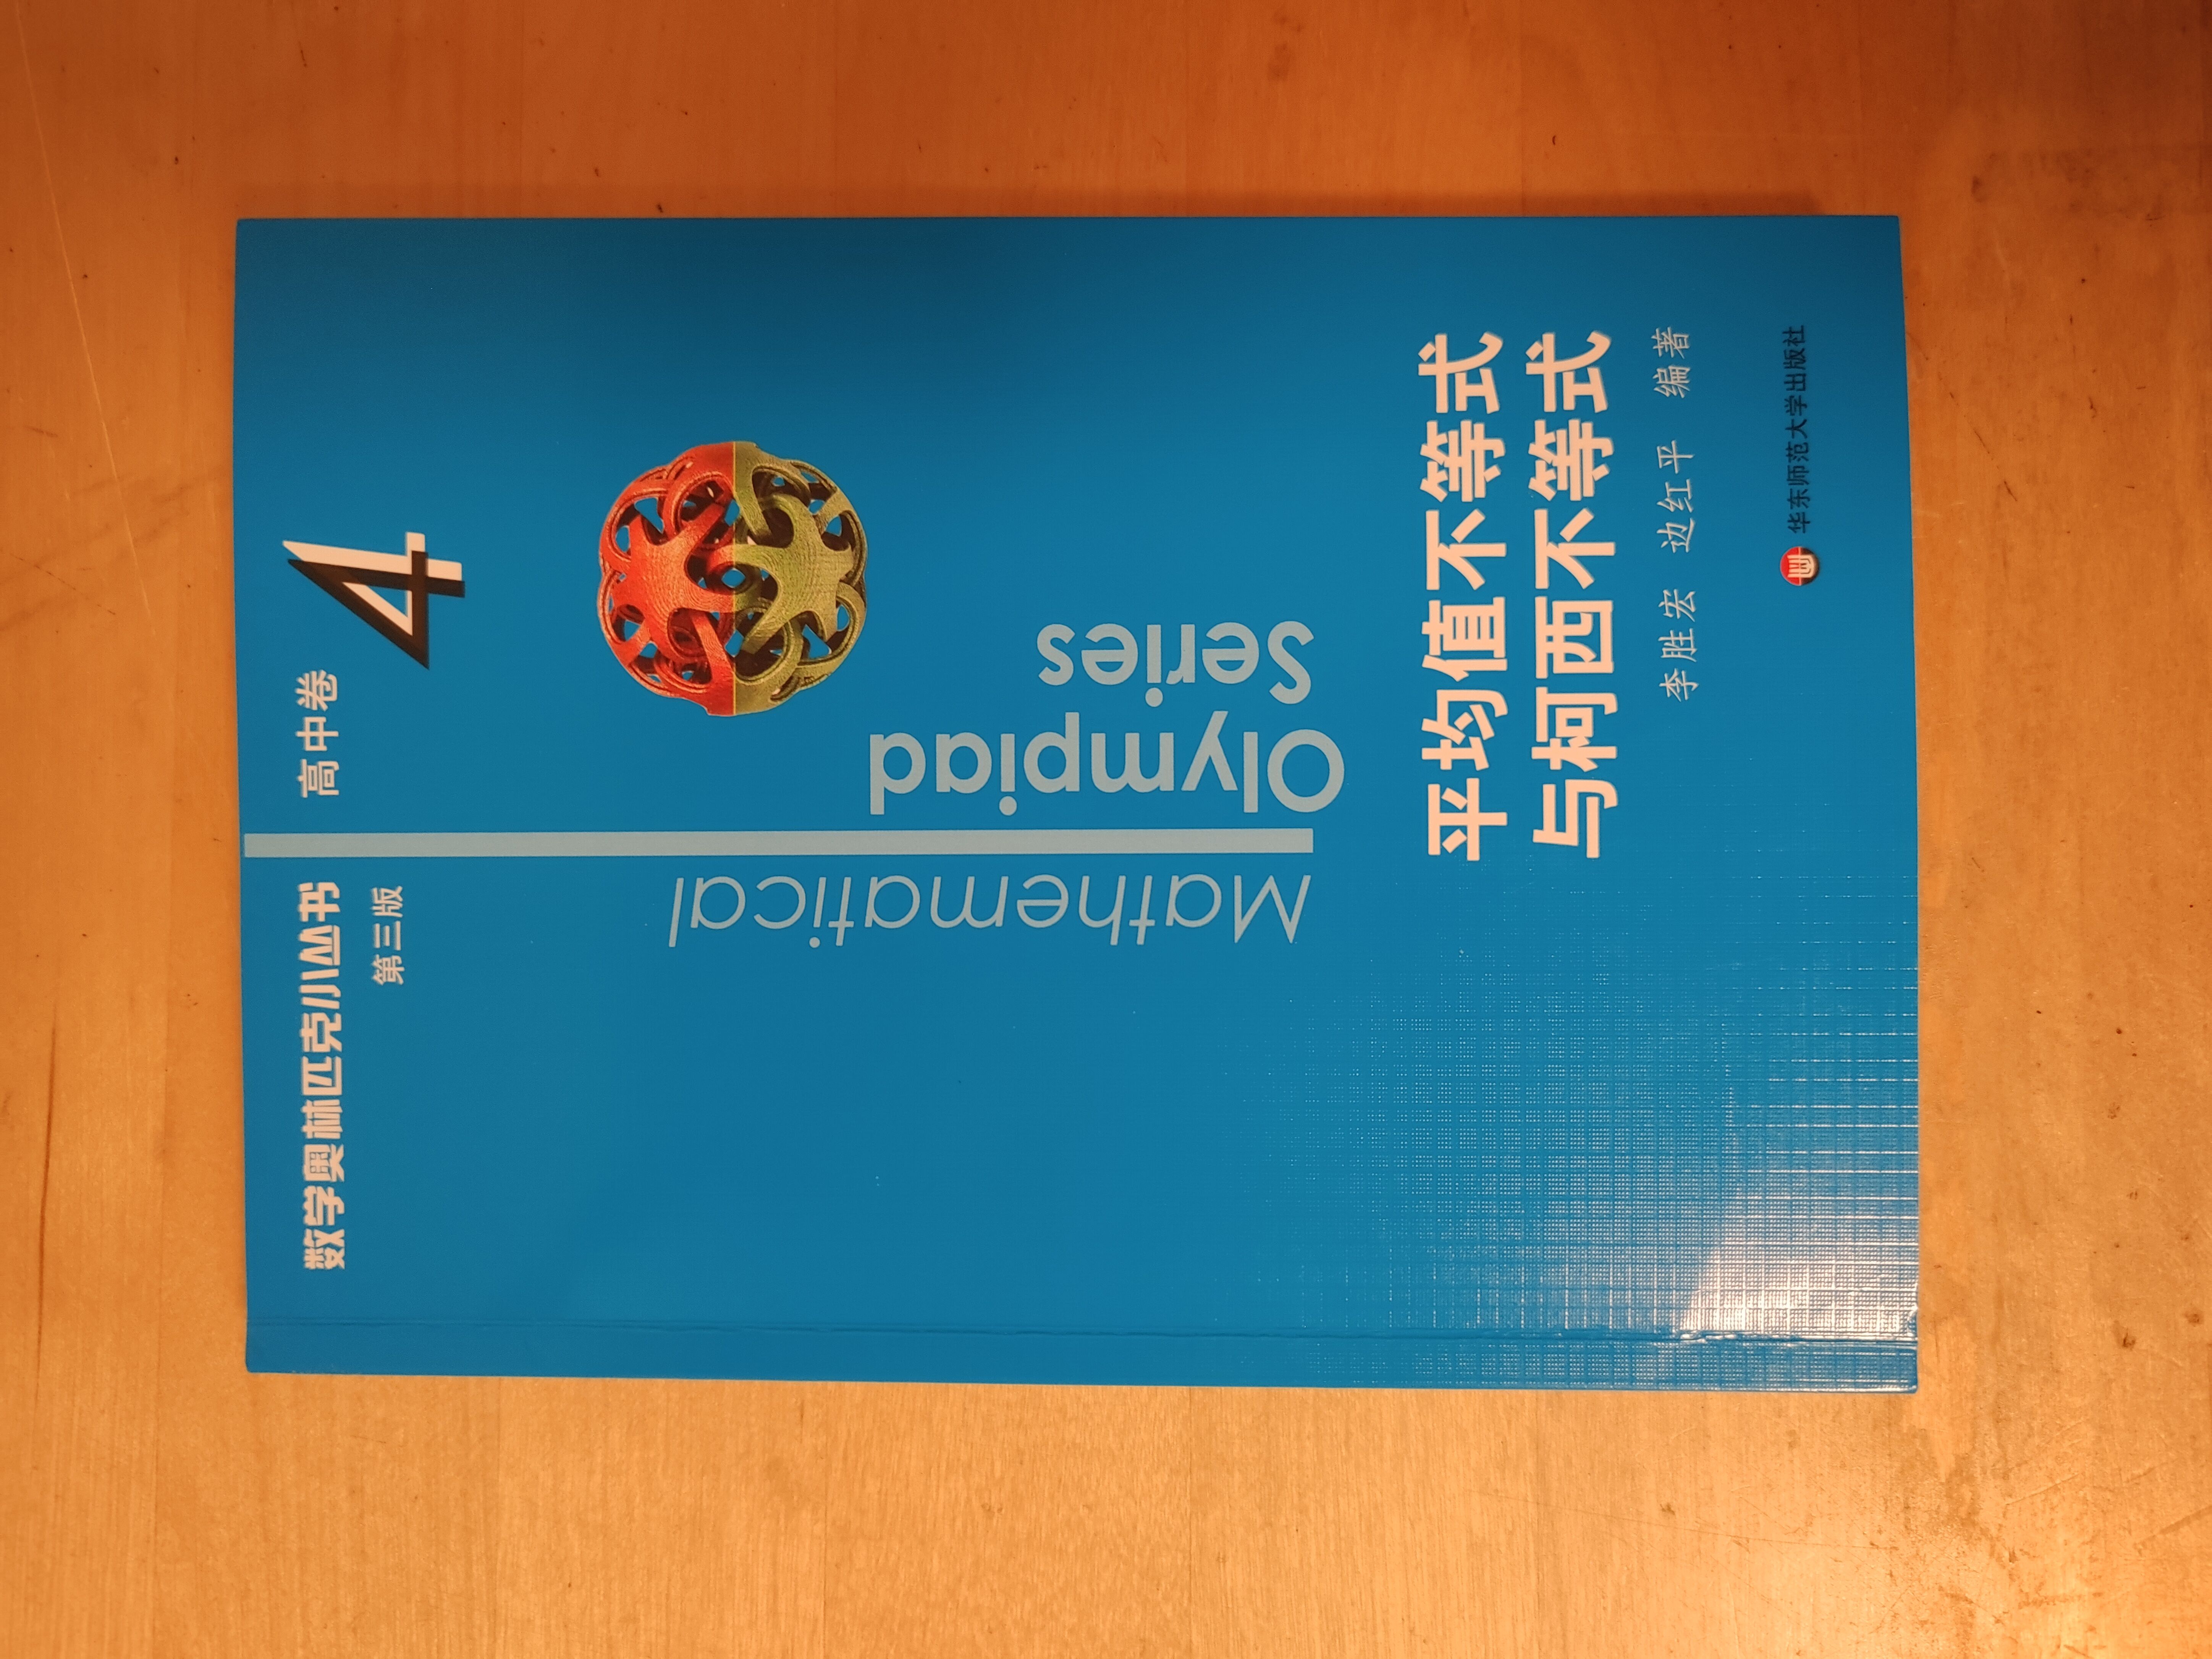 数学奥林匹克小丛书
第三版
高中卷
4
Mathematical
Olympiad
Series
平均值不等式
与柯西不等式
李胜宏 边红平 编著
华东师范大学出版社